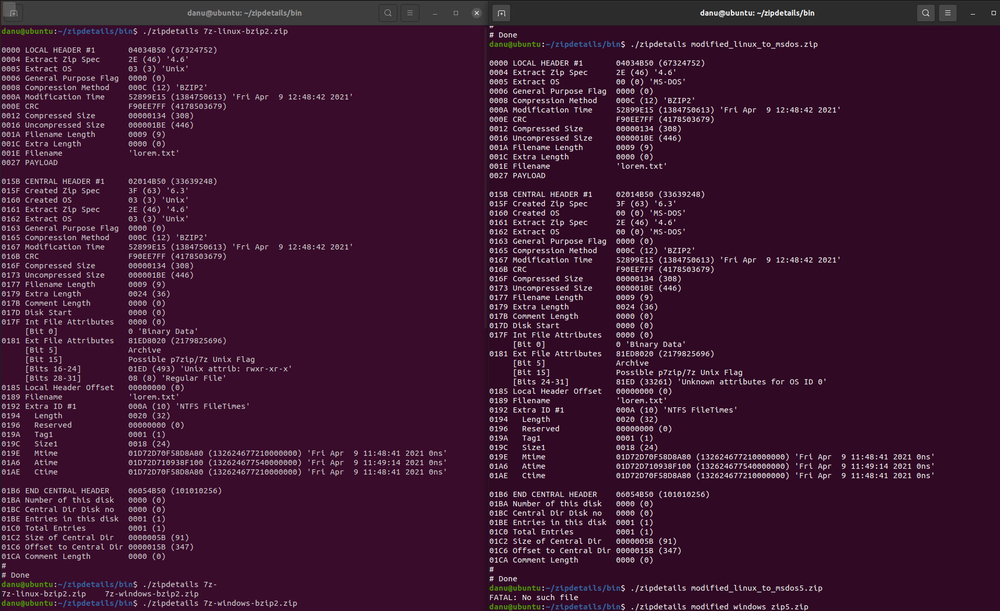 danu@ubuntu: ~/zipdetails/bin
danu@ubuntu:~/zipdetails/bin$ ./zipdetails 7z-linux-bzip2.zip
0000 LOCAL HEADER #1       04034B50 (67324752)
0004 Extract Zip Spec      2E (46) '4.6'
0005 Extract OS            03 (3) 'Unix'
0006 General Purpose Flag  0000 (0)
0008 Compression Method    000C (12) 'BZIP2'
000A Modification Time     52899E15 (1384750613) 'Fri Apr  9 12:48:42 2021'
000E CRC                   F90EE7FF (4178503679)
0012 Compressed Size       00000134 (308)
0016 Uncompressed Size     000001BE (446)
001A Filename Length       0009 (9)
001C Extra Length          0000 (0)
001E Filename              'lorem.txt'
0027 PAYLOAD
015B CENTRAL HEADER #1     02014B50 (33639248)
015F Created Zip Spec      3F (63) '6.3'
0160 Created OS            03 (3) 'Unix'
0161 Extract Zip Spec      2E (46) '4.6'
0162 Extract OS            03 (3) 'Unix'
0163 General Purpose Flag  0000 (0)
0165 Compression Method    000C (12) 'BZIP2'
0167 Modification Time     52899E15 (1384750613) 'Fri Apr  9 12:48:42 2021'
016B CRC                   F90EE7FF (4178503679)
016F Compressed Size       00000134 (308)
0173 Uncompressed Size     000001BE (446)
0177 Filename Length       0009 (9)
0179 Extra Length          0024 (36)
017B Comment Length        0000 (0)
017D Disk Start            0000 (0)
017F Int File Attributes   0000 (0)
     [Bit 0]               0 'Binary Data'
0181 Ext File Attributes   81ED8020 (2179825696)
     [Bit 5]               Archive
     [Bit 15]              Possible p7zip/7z Unix Flag
     [Bits 16-24]          01ED (493) 'Unix attrib: rwxr-xr-x'
     [Bits 28-31]          08 (8) 'Regular File'
0185 Local Header Offset   00000000 (0)
0189 Filename              'lorem.txt'
0192 Extra ID #1           000A (10) 'NTFS FileTimes'
0194   Length              0020 (32)
0196   Reserved            00000000 (0)
019A   Tag1                0001 (1)
019C   Size1               0018 (24)
019E   Mtime               01D72D70F58D8A80 (132624677210000000) 'Fri Apr  9 11:48:41 2021 0ns'
01A6   Atime               01D72D710938F100 (132624677540000000) 'Fri Apr  9 11:49:14 2021 0ns'
01AE   Ctime               01D72D70F58D8A80 (132624677210000000) 'Fri Apr  9 11:48:41 2021 0ns'
01B6 END CENTRAL HEADER    06054B50 (101010256)
01BA Number of this disk   0000 (0)
01BC Central Dir Disk no   0000 (0)
01BE Entries in this disk  0001 (1)
01C0 Total Entries         0001 (1)
01C2 Size of Central Dir   0000005B (91)
01C6 Offset to Central Dir 0000015B (347)
01CA Comment Length        0000 (0)
#
# Done
danu@ubuntu:~/zipdetails/bin$ ./zipdetails 7z-
7z-linux-bzip2.zip    7z-windows-bzip2.zip
danu@ubuntu:~/zipdetails/bin$ ./zipdetails 7z-windows-bzip2.zip
danu@ubuntu: ~/zipdetails/bin
#
# Done
danu@ubuntu:~/zipdetails/bin$ ./zipdetails modified_linux_to_msdos.zip
0000 LOCAL HEADER #1       04034B50 (67324752)
0004 Extract Zip Spec      2E (46) '4.6'
0005 Extract OS            00 (0) 'MS-DOS'
0006 General Purpose Flag  0000 (0)
0008 Compression Method    000C (12) 'BZIP2'
000A Modification Time     52899E15 (1384750613) 'Fri Apr  9 12:48:42 2021'
000E CRC                   F90EE7FF (4178503679)
0012 Compressed Size       00000134 (308)
0016 Uncompressed Size     000001BE (446)
001A Filename Length       0009 (9)
001C Extra Length          0000 (0)
001E Filename              'lorem.txt'
0027 PAYLOAD
015B CENTRAL HEADER #1     02014B50 (33639248)
015F Created Zip Spec      3F (63) '6.3'
0160 Created OS            00 (0) 'MS-DOS'
0161 Extract Zip Spec      2E (46) '4.6'
0162 Extract OS            00 (0) 'MS-DOS'
0163 General Purpose Flag  0000 (0)
0165 Compression Method    000C (12) 'BZIP2'
0167 Modification Time     52899E15 (1384750613) 'Fri Apr  9 12:48:42 2021'
016B CRC                   F90EE7FF (4178503679)
016F Compressed Size       00000134 (308)
0173 Uncompressed Size     000001BE (446)
0177 Filename Length       0009 (9)
0179 Extra Length          0024 (36)
017B Comment Length        0000 (0)
017D Disk Start            0000 (0)
017F Int File Attributes   0000 (0)
     [Bit 0]               0 'Binary Data'
0181 Ext File Attributes   81ED8020 (2179825696)
     [Bit 5]               Archive
     [Bit 15]              Possible p7zip/7z Unix Flag
     [Bits 24-31]          81ED (33261) 'Unknown attributes for OS ID 0'
0185 Local Header Offset   00000000 (0)
0189 Filename              'lorem.txt'
0192 Extra ID #1           000A (10) 'NTFS FileTimes'
0194   Length              0020 (32)
0196   Reserved            00000000 (0)
019A   Tag1                0001 (1)
019C   Size1               0018 (24)
019E   Mtime               01D72D70F58D8A80 (132624677210000000) 'Fri Apr  9 11:48:41 2021 0ns'
01A6   Atime               01D72D710938F100 (132624677540000000) 'Fri Apr  9 11:49:14 2021 0ns'
01AE   Ctime               01D72D70F58D8A80 (132624677210000000) 'Fri Apr  9 11:48:41 2021 0ns'
01B6 END CENTRAL HEADER    06054B50 (101010256)
01BA Number of this disk   0000 (0)
01BC Central Dir Disk no   0000 (0)
01BE Entries in this disk  0001 (1)
01C0 Total Entries         0001 (1)
01C2 Size of Central Dir   0000005B (91)
01C6 Offset to Central Dir 0000015B (347)
01CA Comment Length        0000 (0)
#
# Done
danu@ubuntu:~/zipdetails/bin$ ./zipdetails modified_linux_to_msdos5.zip
FATAL: No such file
danu@ubuntu:~/zipdetails/bin$ ./zipdetails modified_windows_zip5.zip